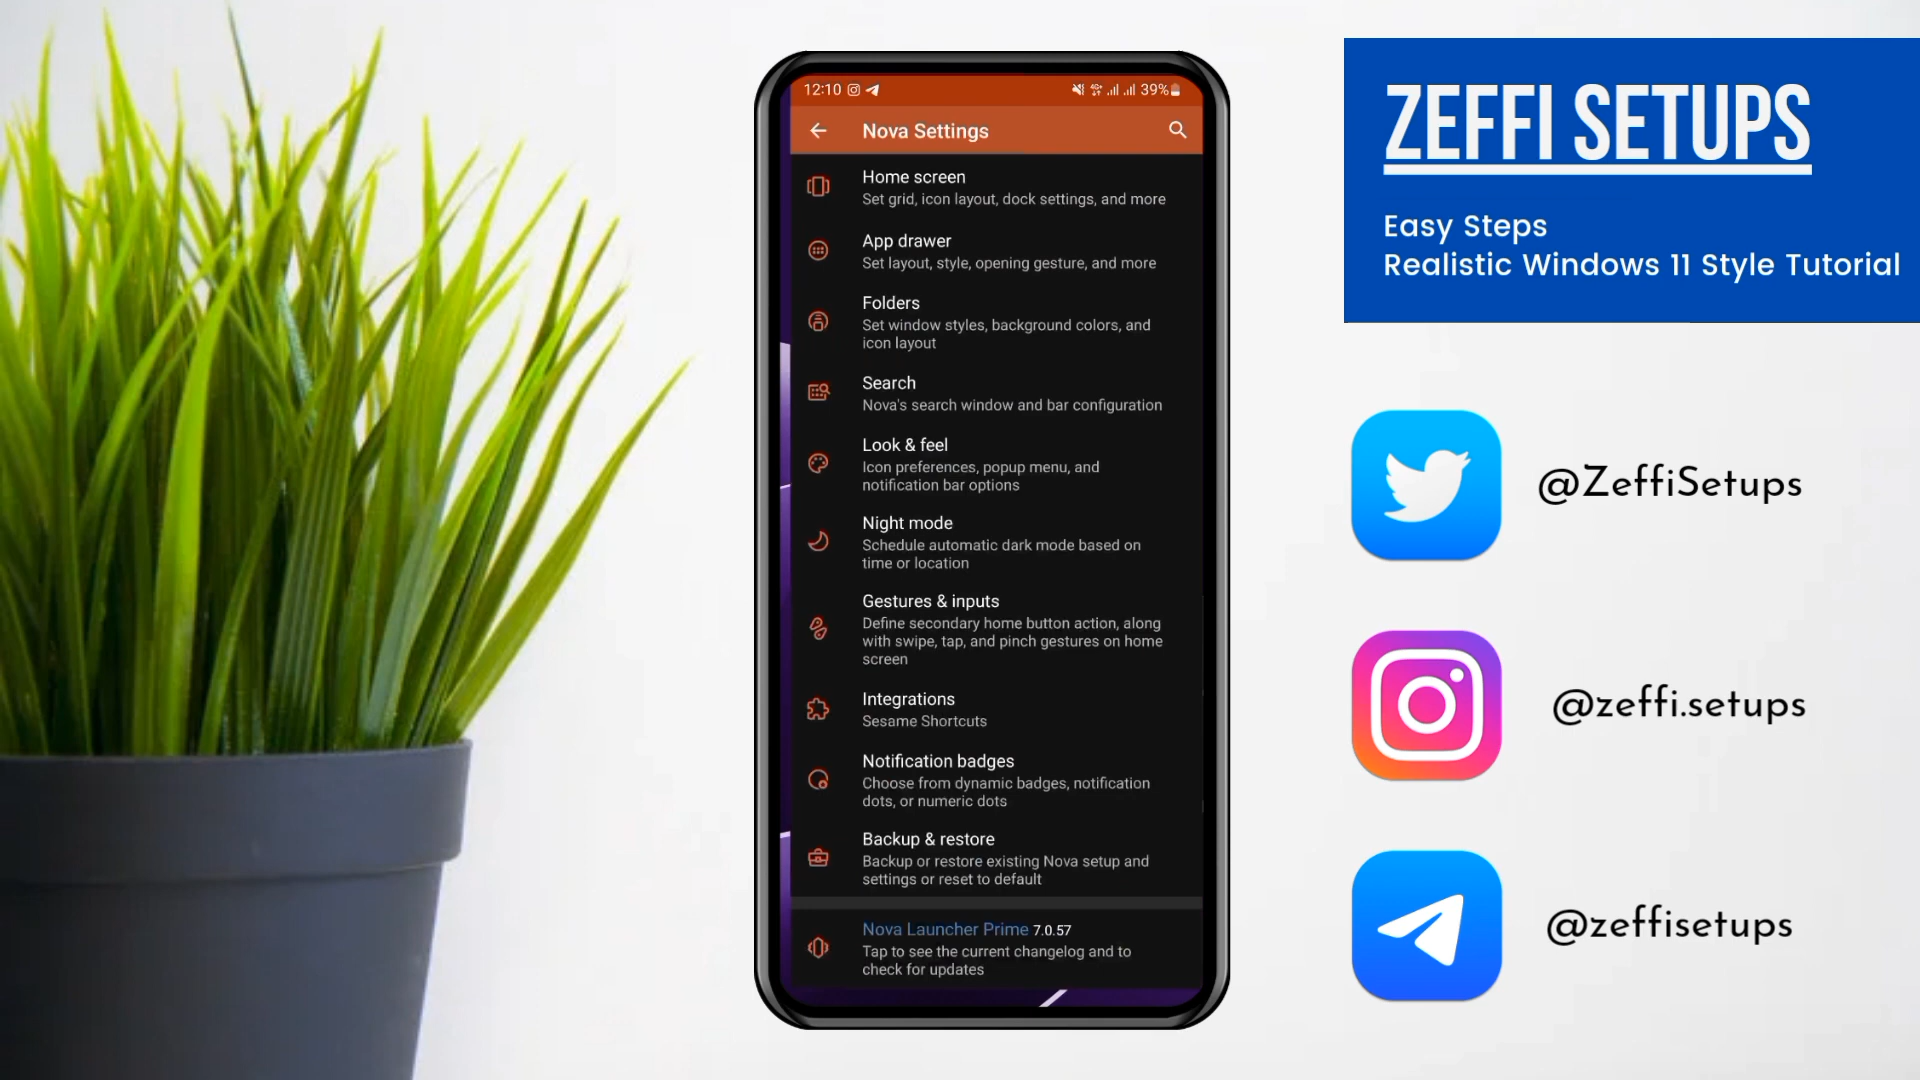 12:10
39%
Nova Settings
Home screen
Set grid, icon layout, dock settings, and more
App drawer
Set layout, style, opening gesture, and more
Folders
Set window styles, background colors, and
icon layout
Search
Nova's search window and bar configuration
Look & feel
Icon preferences, popup menu, and
notification bar options
Night mode
Schedule automatic dark mode based on
time or location
Gestures & inputs
Define secondary home button action, along
with swipe, tap, and pinch gestures on home
screen
Integrations
Sesame Shortcuts
Notification badges
Choose from dynamic badges, notification
dots, or numeric dots
Backup & restore
Backup or restore existing Nova setup and
settings or reset to default
Nova Launcher Prime 7.0.57
Tap to see the current changelog and to
check for updates
ZEFFI SETUPS
Easy Steps
Realistic Windows 11 Style Tutorial
@ZeffiSetups
@zeffi.setups
@zeffisetups